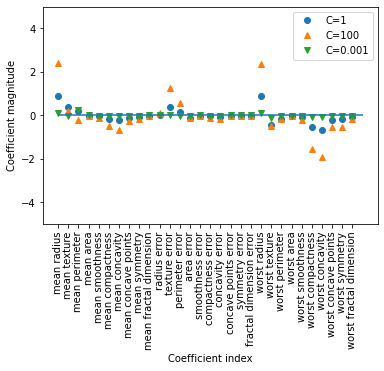 C=1
C=100
C=0.001
Coefficient magnitude
4
2
0
−2
−4
mean radius
mean texture
mean perimeter
mean area
mean smoothness
mean compactness
mean concavity
mean concave points
mean symmetry
mean fractal dimension
radius error
texture error
perimeter error
area error
smoothness error
compactness error
concavity error
concave points error
symmetry error
fractal dimension error
worst radius
worst texture
worst perimeter
worst area
worst smoothness
worst compactness
worst concavity
worst concave points
worst symmetry
worst fractal dimension
Coefficient index